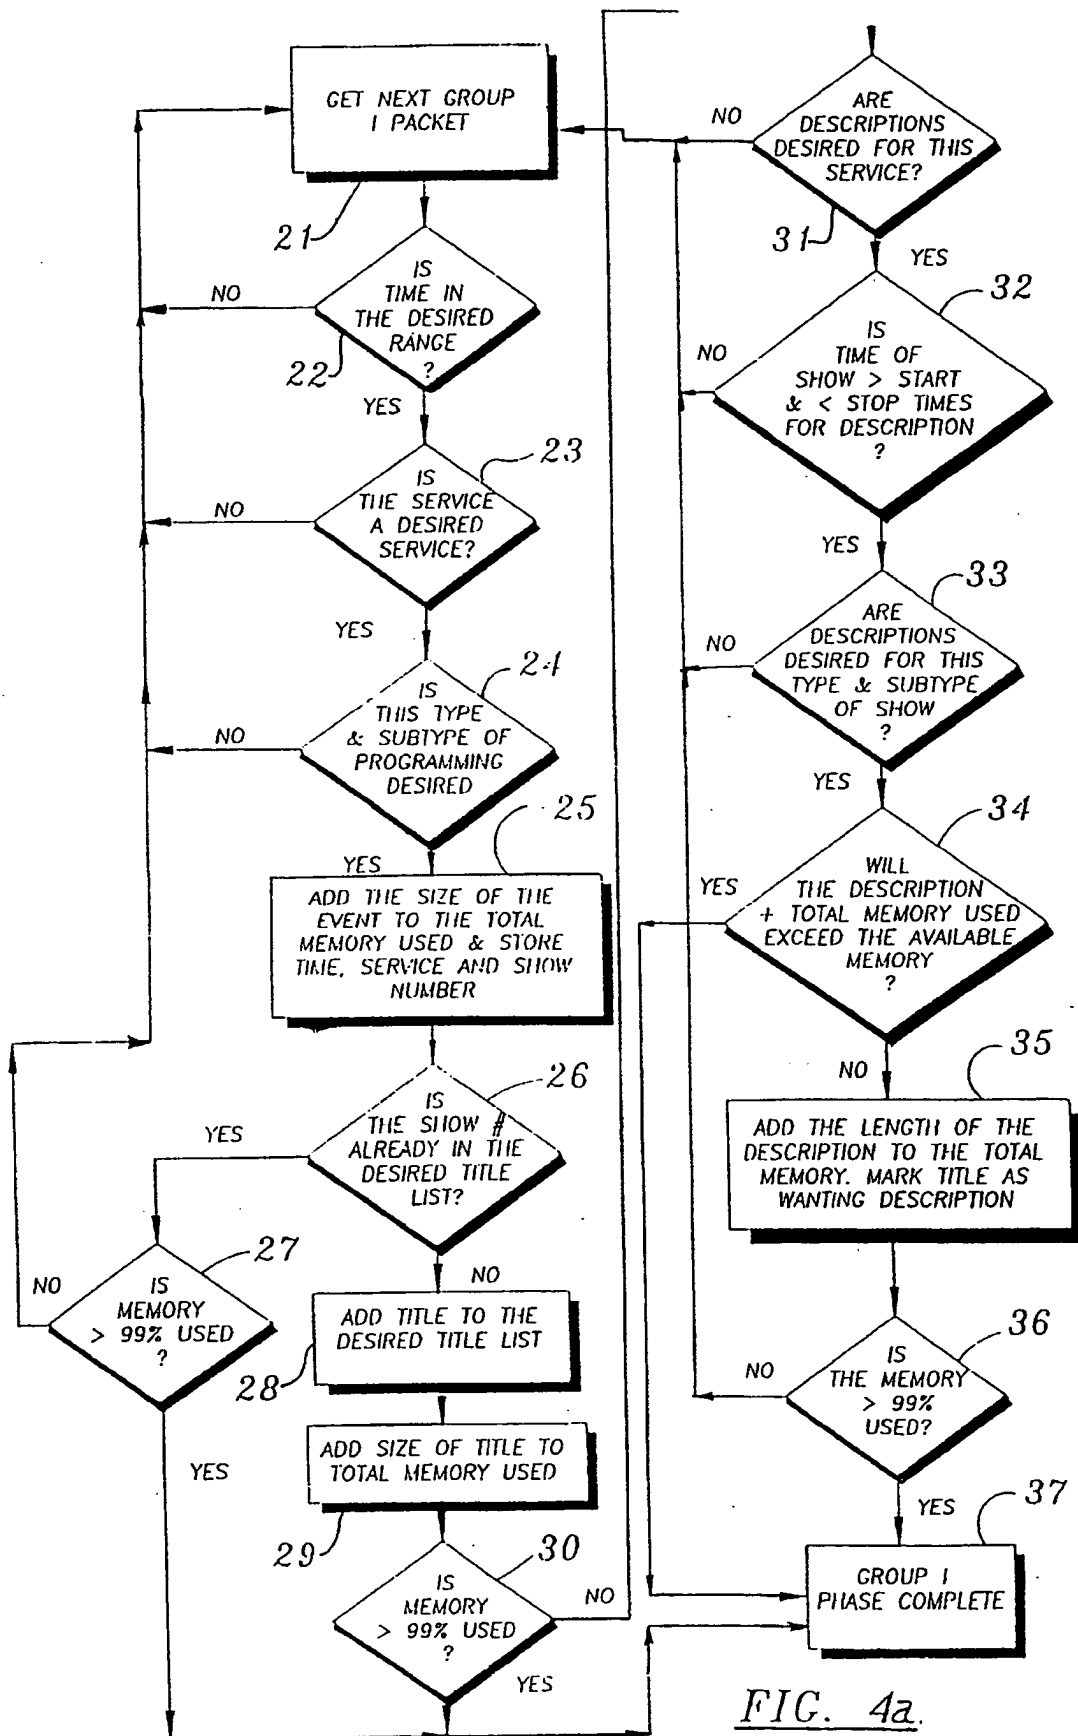 GET NEXT GROUP
1 PACKET
21
IS
TIME IN
THE DESIRED
RANGE
?
22
NO
YES
23
IS
THE SERVICE
A DESIRED
SERVICE?
NO
YES
24
IS
THIS TYPE
& SUBTYPE OF
PROGRAMMING
DESIRED
NO
YES
25
ADD THE SIZE OF THE
EVENT TO THE TOTAL
MEMORY USED & STORE
TIME, SERVICE AND SHOW
NUMBER
26
IS
THE SHOW #
ALREADY IN THE
DESIRED TITLE
LIST?
YES
NO
27
IS
MEMORY
> 99% USED
?
NO
YES
ADD TITLE TO THE
DESIRED TITLE LIST
28
ADD SIZE OF TITLE TO
TOTAL MEMORY USED
29
30
IS
MEMORY
> 99% USED
?
NO
YES
ARE
DESCRIPTIONS
DESIRED FOR THIS
SERVICE?
NO
31
YES
32
IS
TIME OF
SHOW > START
& < STOP TIMES
FOR DESCRIPTION
?
NO
YES
33
ARE
DESCRIPTIONS
DESIRED FOR THIS
TYPE & SUBTYPE
OF SHOW
?
NO
YES
34
WILL
THE DESCRIPTION
+ TOTAL MEMORY USED
EXCEED THE AVAILABLE
MEMORY
?
YES
NO
35
ADD THE LENGTH OF THE
DESCRIPTION TO THE TOTAL
MEMORY. MARK TITLE AS
WANTING DESCRIPTION
36
IS
THE MEMORY
> 99%
USED?
NO
YES
37
GROUP 1
PHASE COMPLETE
FIG. 4a.